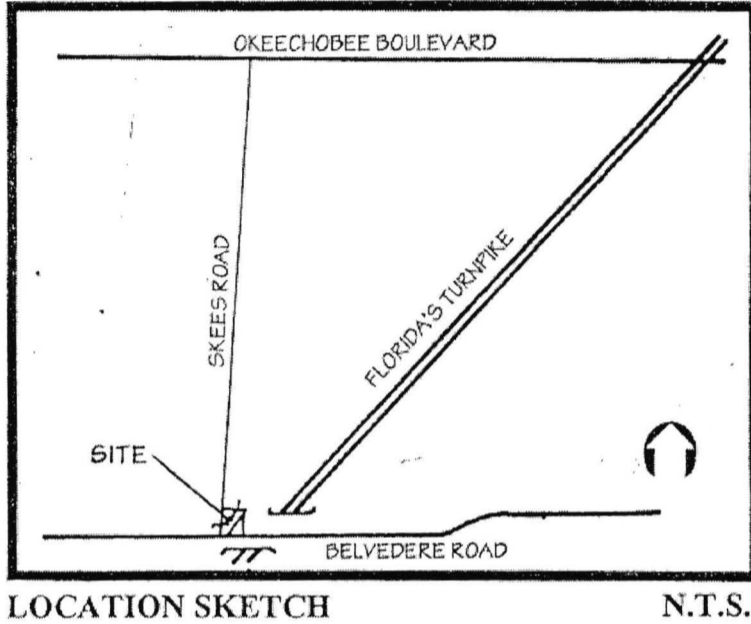 OKEECHOBEE BOULEVARD
SKEES ROAD
FLORIDA'S TURNPIKE
SITE
BELVEDERE ROAD
LOCATION SKETCH N.T.S.